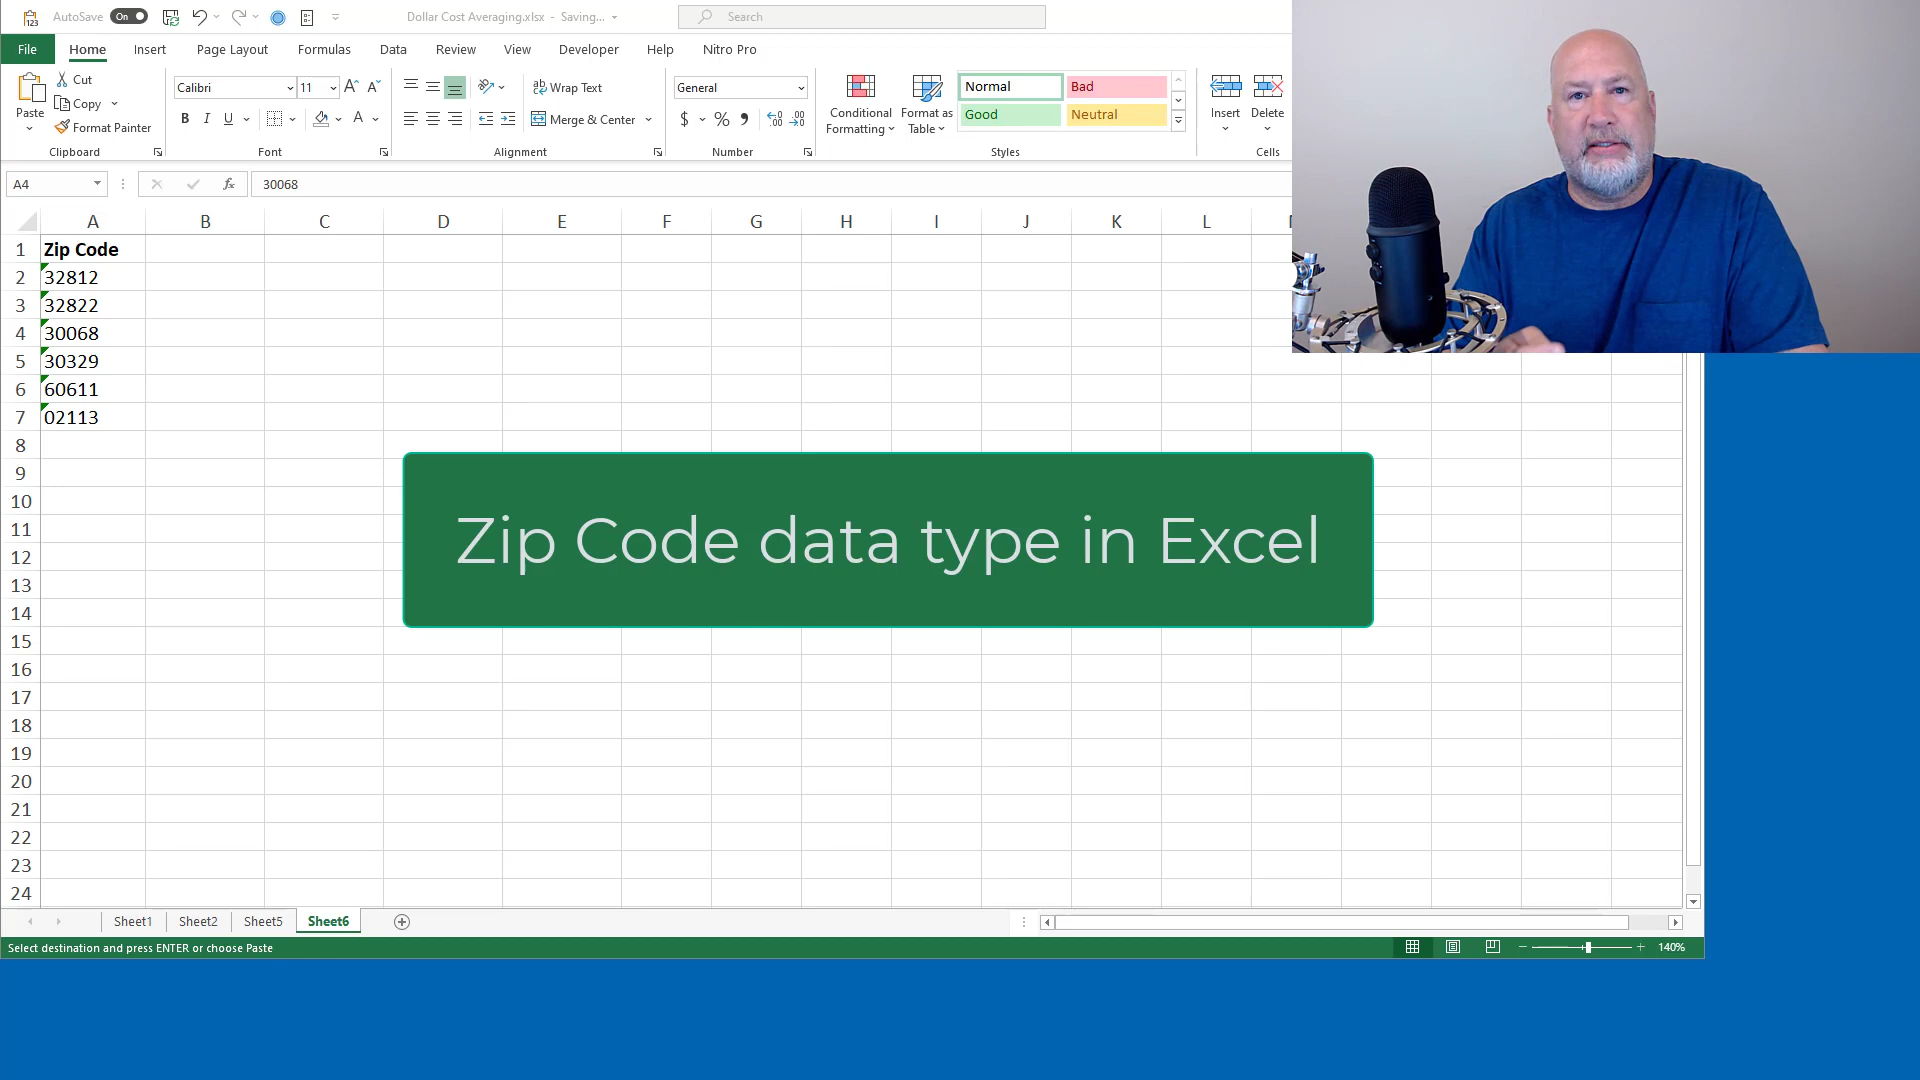 AutoSave On Dollar Cost Averaging.xlsx - Saving... Search
File Home Insert Page Layout Formulas Data Review View Developer Help Nitro Pro
Paste Cut Copy Format Painter
Calibri 11
B I U A
ab Wrap Text
Merge & Center
General
$ % 9
Conditional Formatting
Format as Table
Normal Bad
Good Neutral
Insert Delete
Clipboard Font Alignment Number Styles Cells
A4 fx 30068
A B C D E F G H I J K L
1 Zip Code
2 32812
3 32822
4 30068
5 30329
6 60611
7 02113
8
9
10
11
12
13
14
15
16
17
18
19
20
21
22
23
24
Zip Code data type in Excel
Sheet1 Sheet2 Sheet5 Sheet6
Select destination and press ENTER or choose Paste 140%